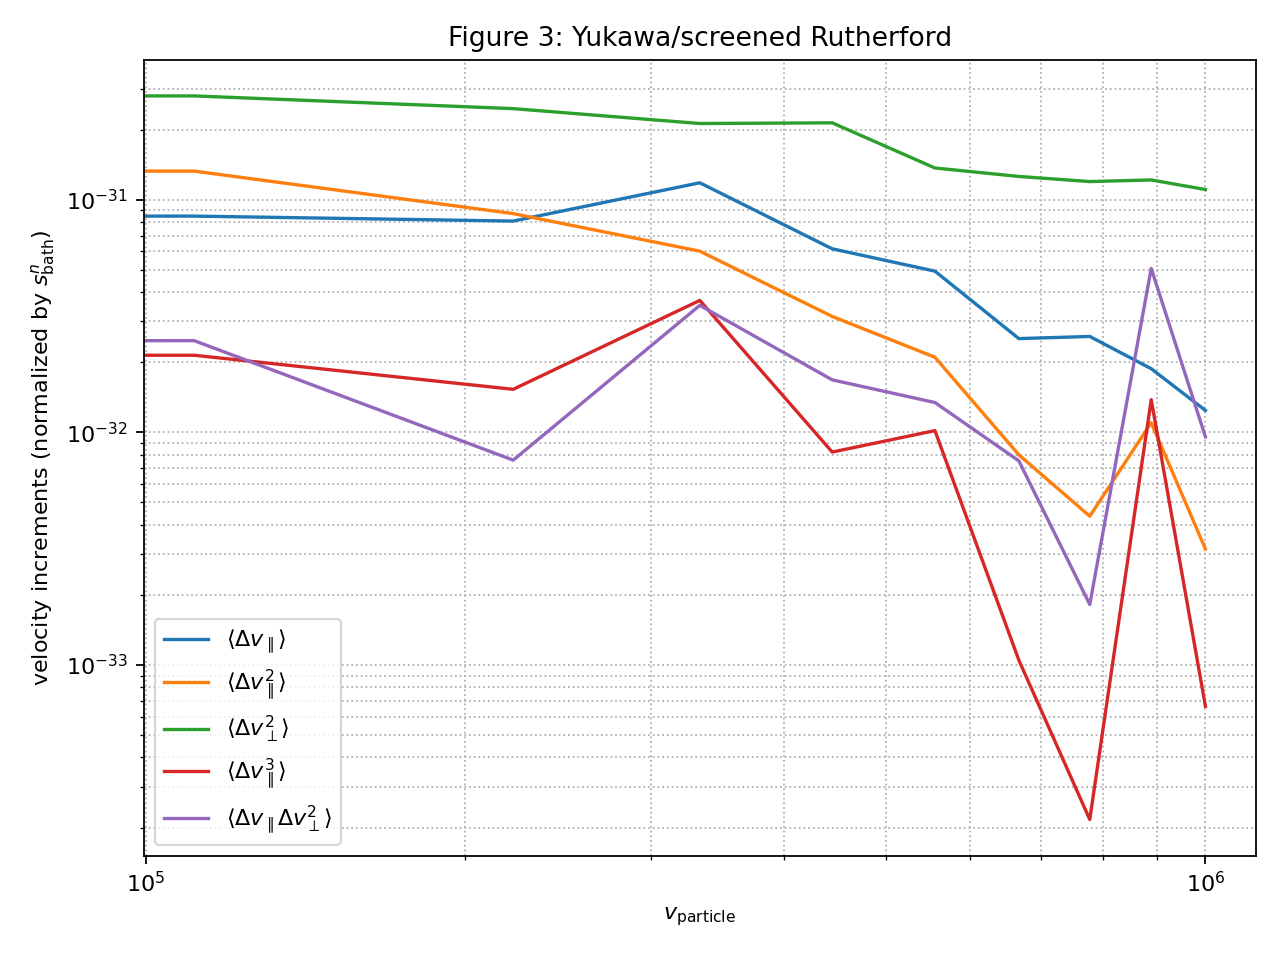 Figure 3: Yukawa/screened Rutherford
velocity increments (normalized by s^n_bath)
10^−31
10^−32
10^−33
⟨Δv_∥⟩
⟨Δv_∥^2⟩
⟨Δv_⊥^2⟩
⟨Δv_∥^3⟩
⟨Δv_∥Δv_⊥^2⟩
10^5
10^6
v_particle